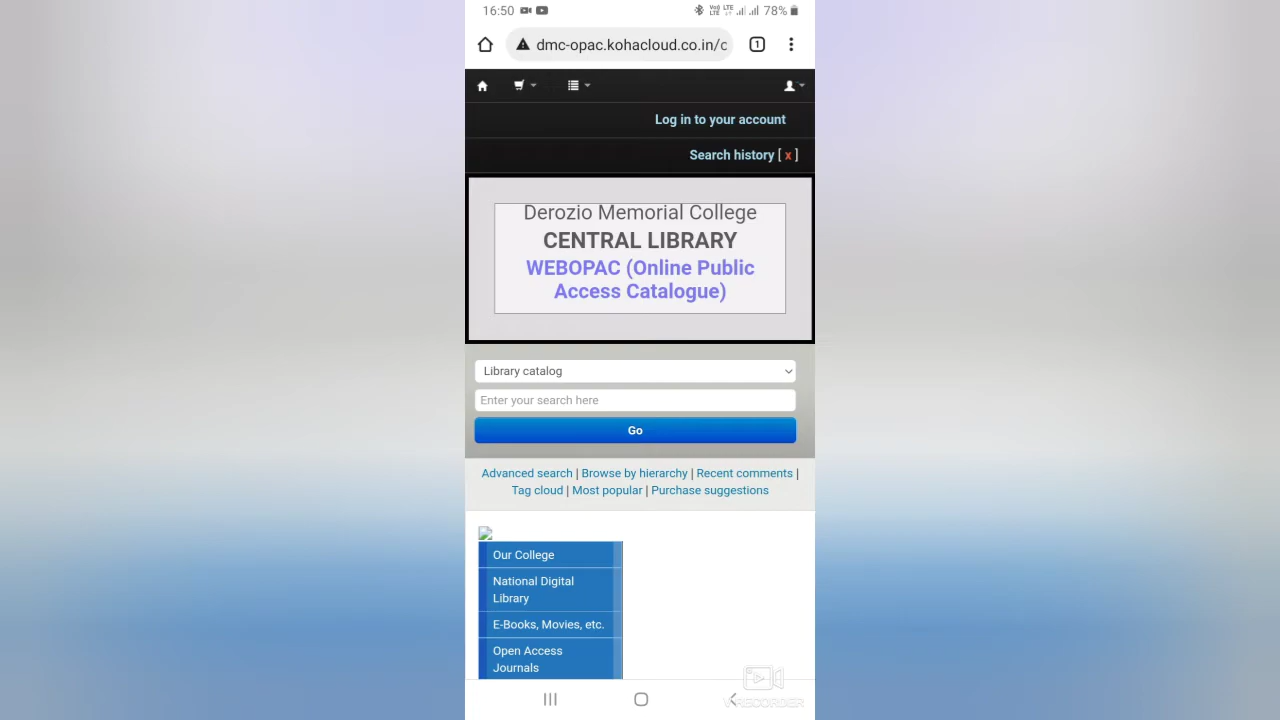 16:50 78%
dmc-opac.kohacloud.co.in/c 1
Log in to your account
Search history [ x ]
Derozio Memorial College
CENTRAL LIBRARY
WEBOPAC (Online Public
Access Catalogue)
Library catalog
Enter your search here
Go
Advanced search | Browse by hierarchy | Recent comments |
Tag cloud | Most popular | Purchase suggestions
Our College
National Digital
Library
E-Books, Movies, etc.
Open Access
Journals